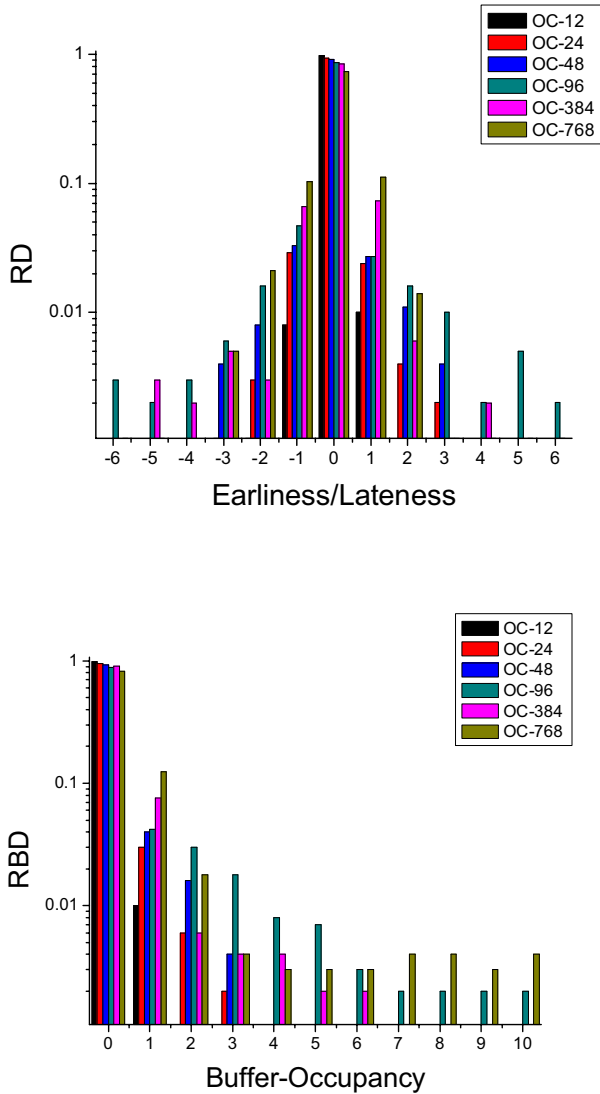 OC-12
OC-24
OC-48
OC-96
OC-384
OC-768
1
0.1
0.01
RD
-6 -5 -4 -3 -2 -1 0 1 2 3 4 5 6
Earliness/Lateness
OC-12
OC-24
OC-48
OC-96
OC-384
OC-768
1
0.1
0.01
RBD
0 1 2 3 4 5 6 7 8 9 10
Buffer-Occupancy